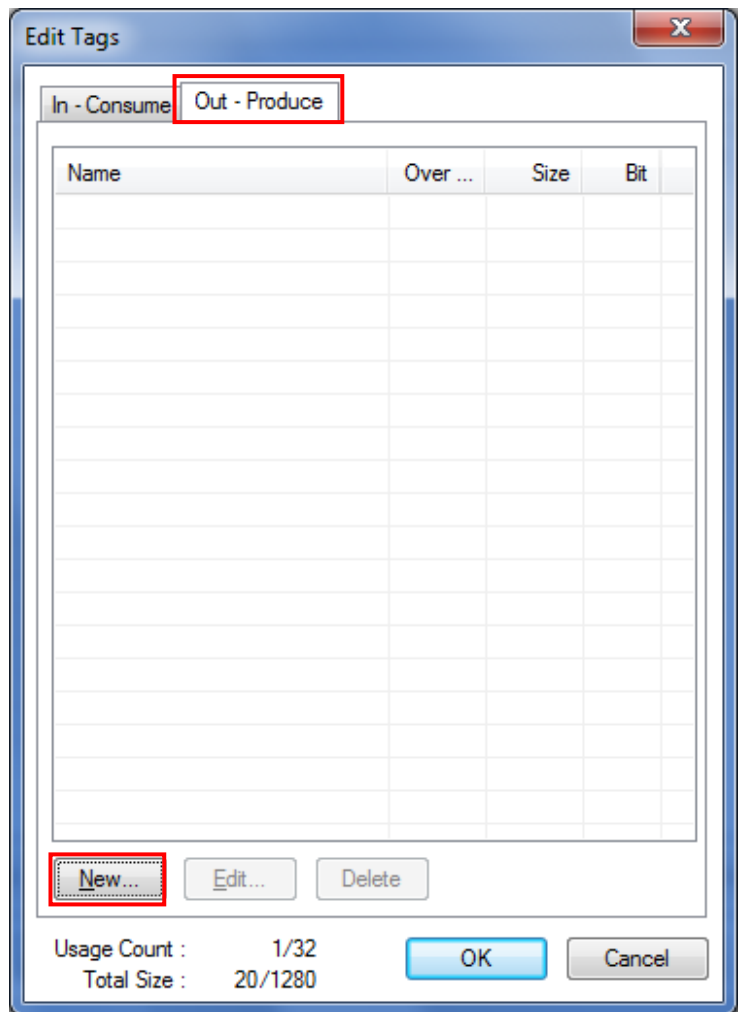 Edit Tags
x
In - Consume Out - Produce
Name Over ... Size Bit
New... Edit... Delete
Usage Count : 1/32 OK Cancel
Total Size : 20/1280